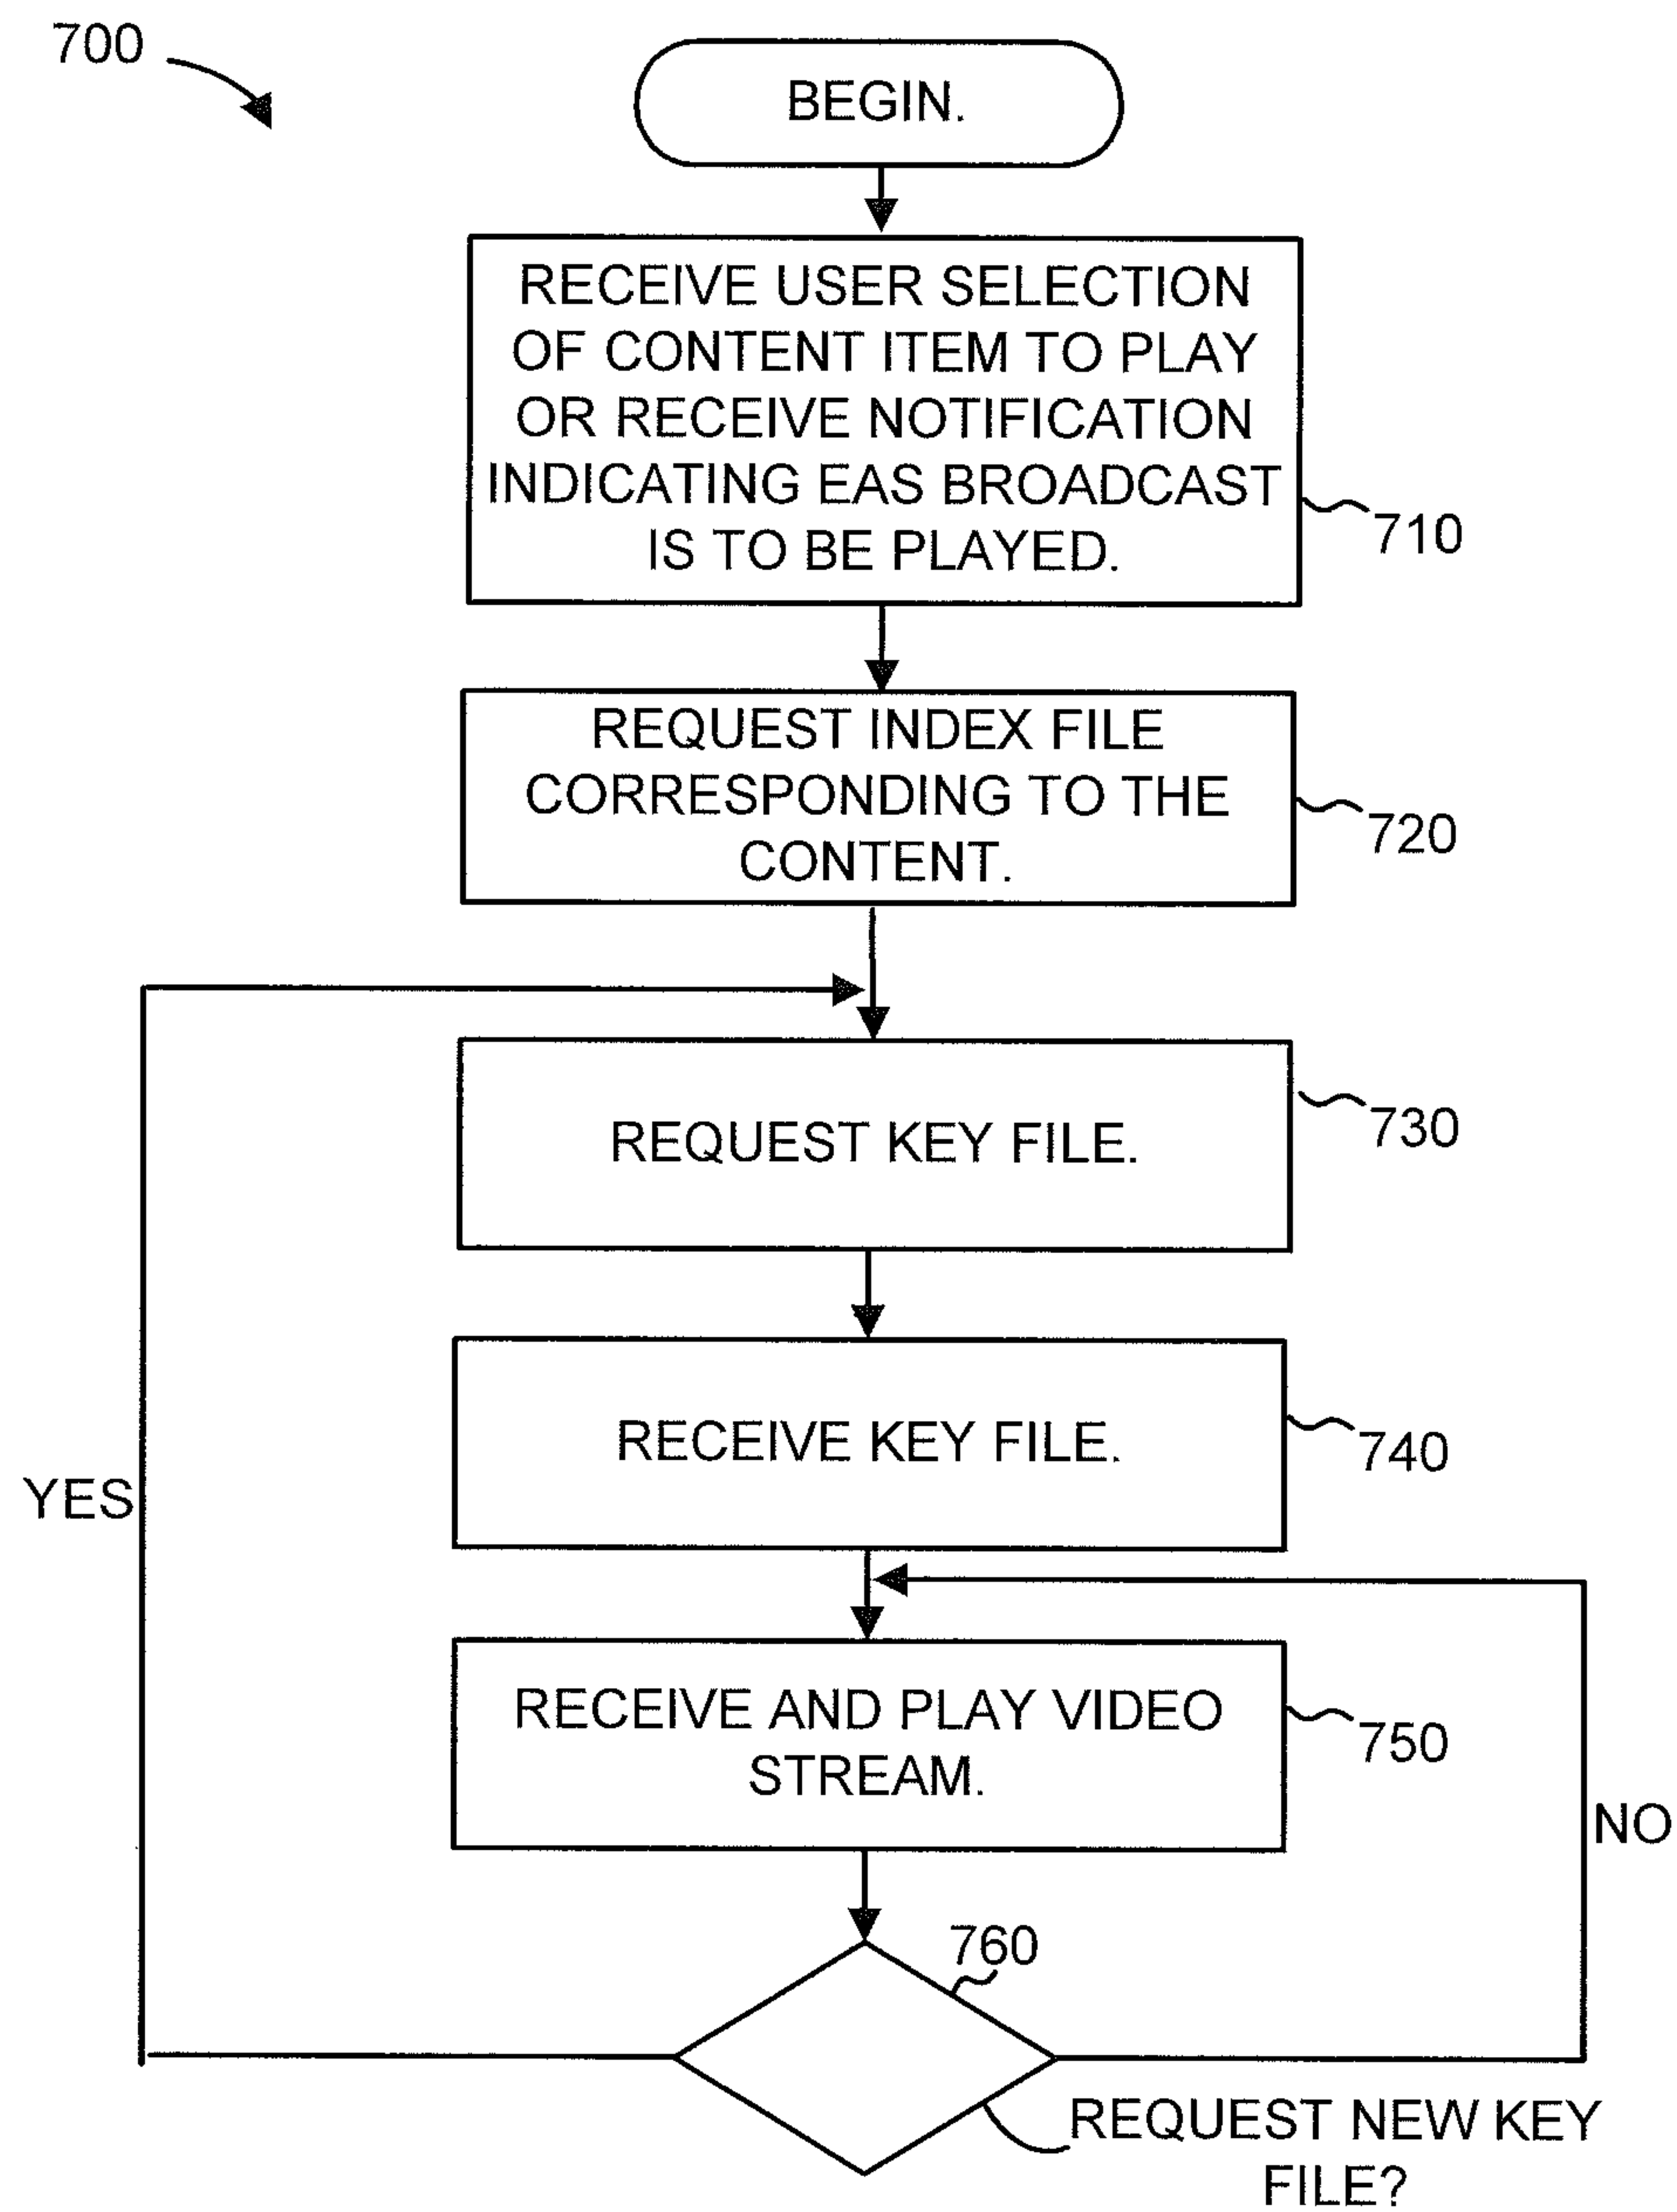 700
BEGIN.
RECEIVE USER SELECTION
OF CONTENT ITEM TO PLAY
OR RECEIVE NOTIFICATION
INDICATING EAS BROADCAST
IS TO BE PLAYED.
710
REQUEST INDEX FILE
CORRESPONDING TO THE
CONTENT.
720
REQUEST KEY FILE.
730
RECEIVE KEY FILE.
740
YES
RECEIVE AND PLAY VIDEO
STREAM.
750
NO
760
REQUEST NEW KEY
FILE?